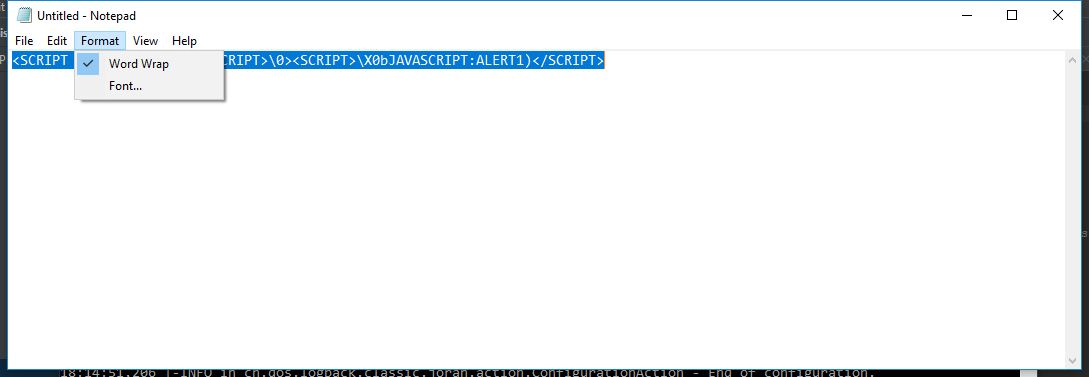 Untitled - Notepad
File Edit Format View Help
<SCRIPT CRIPT>\0><SCRIPT>\X0bJAVASCRIPT:ALERT1)</SCRIPT>
Word Wrap
Font...
18:14:51.206 |-INFO in ch.qos.logback.classic.joran.action.ConfigurationAction - End of configuration.